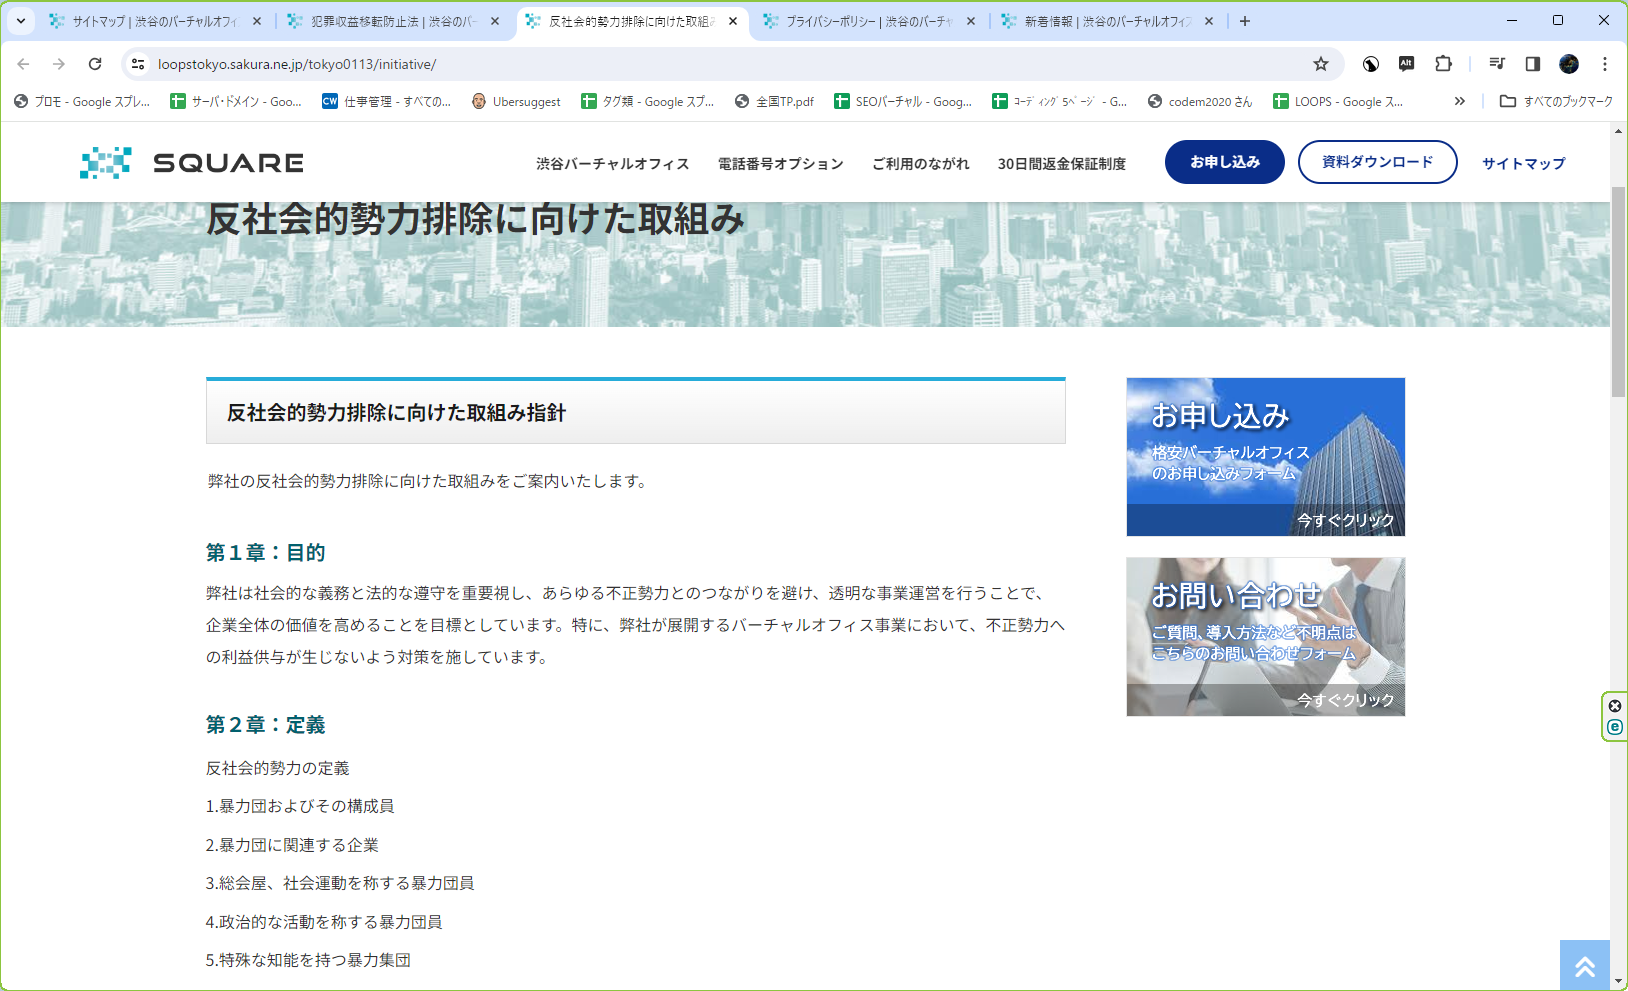 サイトマップ | 渋谷のバーチャルオフィ
犯罪収益移転防止法 | 渋谷のバー
反社会的勢力排除に向けた取組み
プライバシーポリシー | 渋谷のバーチャ
新着情報 | 渋谷のバーチャルオフィス
loopstokyo.sakura.ne.jp/tokyo0113/initiative/
Alt
プロモ - Google スプレ...
サーバ・ドメイン - Goo...
CW 仕事管理 - すべての...
Ubersuggest
タグ類 - Google スプ...
全国TP.pdf
SEOバーチャル - Goog...
コーディング 5ページ - G...
codem2020 さん
LOOPS - Google ス...
»
すべてのブックマーク
SQUARE
渋谷バーチャルオフィス
電話番号オプション
ご利用のながれ
30日間返金保証制度
お申し込み
資料ダウンロード
サイトマップ
反社会的勢力排除に向けた取組み
反社会的勢力排除に向けた取組み指針
弊社の反社会的勢力排除に向けた取組みをご案内いたします。
第１章：目的
弊社は社会的な義務と法的な遵守を重要視し、あらゆる不正勢力とのつながりを避け、透明な事業運営を行うことで、
企業全体の価値を高めることを目標としています。特に、弊社が展開するバーチャルオフィス事業において、不正勢力へ
の利益供与が生じないよう対策を施しています。
第２章：定義
反社会的勢力の定義
1.暴力団およびその構成員
2.暴力団に関連する企業
3.総会屋、社会運動を称する暴力団員
4.政治的な活動を称する暴力団員
5.特殊な知能を持つ暴力集団
お申し込み
格安バーチャルオフィス
のお申し込みフォーム
今すぐクリック
お問い合わせ
ご質問、導入方法など不明点は
こちらのお問い合わせフォーム
今すぐクリック